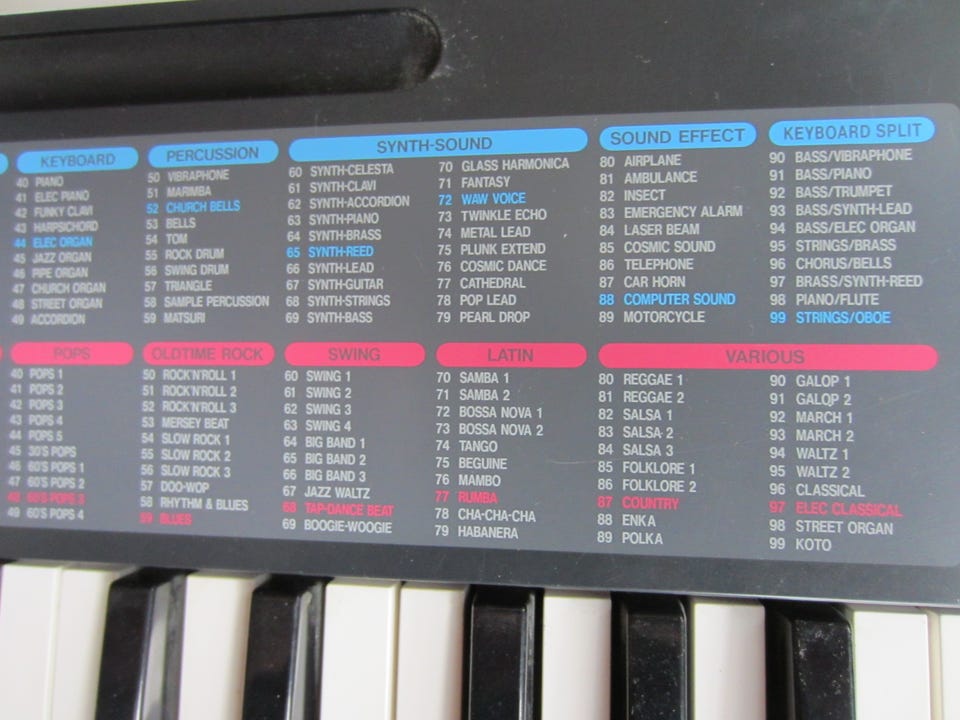 KEYBOARD
40 PIANO
41 ELEC PIANO
42 FUNKY CLAVI
43 HARPSICHORD
44 ELEC ORGAN
45 JAZZ ORGAN
46 PIPE ORGAN
47 CHURCH ORGAN
48 STREET ORGAN
49 ACCORDION
PERCUSSION
50 VIBRAPHONE
51 MARIMBA
52 CHURCH BELLS
53 BELLS
54 TOM
55 ROCK DRUM
56 SWING DRUM
57 TRIANGLE
58 SAMPLE PERCUSSION
59 MATSURI
SYNTH-SOUND
60 SYNTH-CELESTA
61 SYNTH-CLAVI
62 SYNTH-ACCORDION
63 SYNTH-PIANO
64 SYNTH-BRASS
65 SYNTH-REED
66 SYNTH-LEAD
67 SYNTH-GUITAR
68 SYNTH-STRINGS
69 SYNTH-BASS
70 GLASS HARMONICA
71 FANTASY
72 WAW VOICE
73 TWINKLE ECHO
74 METAL LEAD
75 PLUNK EXTEND
76 COSMIC DANCE
77 CATHEDRAL
78 POP LEAD
79 PEARL DROP
SOUND EFFECT
80 AIRPLANE
81 AMBULANCE
82 INSECT
83 EMERGENCY ALARM
84 LASER BEAM
85 COSMIC SOUND
86 TELEPHONE
87 CAR HORN
88 COMPUTER SOUND
89 MOTORCYCLE
KEYBOARD SPLIT
90 BASS/VIBRAPHONE
91 BASS/PIANO
92 BASS/TRUMPET
93 BASS/SYNTH-LEAD
94 BASS/ELEC ORGAN
95 STRINGS/BRASS
96 CHORUS/BELLS
97 BRASS/SYNTH-REED
98 PIANO/FLUTE
99 STRINGS/OBOE
POPS
40 POPS 1
41 POPS 2
42 POPS 3
43 POPS 4
44 POPS 5
45 30'S POPS
46 60'S POPS 1
47 60'S POPS 2
48 60'S POPS 3
49 60'S POPS 4
OLDTIME ROCK
50 ROCK'N'ROLL 1
51 ROCK'N'ROLL 2
52 ROCK'N'ROLL 3
53 MERSEY BEAT
54 SLOW ROCK 1
55 SLOW ROCK 2
56 SLOW ROCK 3
57 DOO-WOP
58 RHYTHM & BLUES
59 BLUES
SWING
60 SWING 1
61 SWING 2
62 SWING 3
63 SWING 4
64 BIG BAND 1
65 BIG BAND 2
66 BIG BAND 3
67 JAZZ WALTZ
68 TAP-DANCE BEAT
69 BOOGIE-WOOGIE
LATIN
70 SAMBA 1
71 SAMBA 2
72 BOSSA NOVA 1
73 BOSSA NOVA 2
74 TANGO
75 BEGUINE
76 MAMBO
77 RUMBA
78 CHA-CHA-CHA
79 HABANERA
VARIOUS
80 REGGAE 1
81 REGGAE 2
82 SALSA 1
83 SALSA 2
84 SALSA 3
85 FOLKLORE 1
86 FOLKLORE 2
87 COUNTRY
88 ENKA
89 POLKA
90 GALOP 1
91 GALOP 2
92 MARCH 1
93 MARCH 2
94 WALTZ 1
95 WALTZ 2
96 CLASSICAL
97 ELEC CLASSICAL
98 STREET ORGAN
99 KOTO